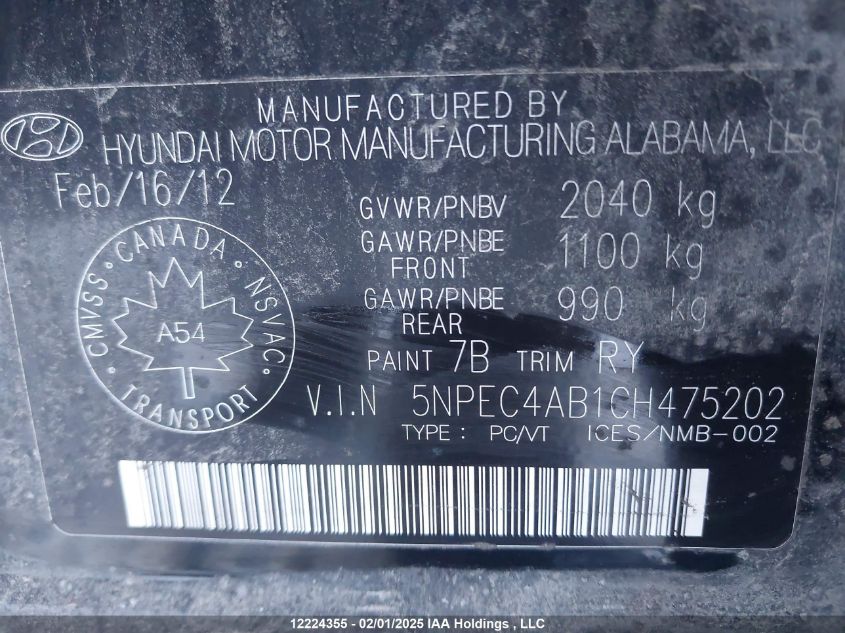 MANUFACTURED BY
HYUNDAI MOTOR MANUFACTURING ALABAMA, LLC
Feb/16/12
GVWR/PNBV 2040 kg
GAWR/PNBE 1100 kg
FRONT
GAWR/PNBE 990 kg
REAR
CANADA
CMVSS NSVAC
A54
TRANSPORT
PAINT 7B TRIM RY
V.I.N 5NPEC4AB1CH475202
TYPE: PC/VT ICES/NMB-002
12224355 - 02/01/2025 IAA Holdings , LLC